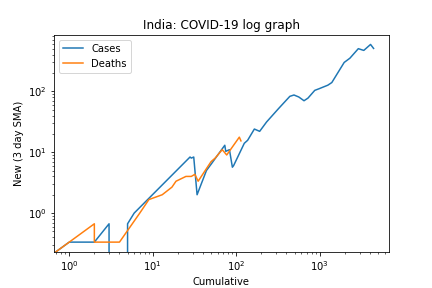 India: COVID-19 log graph
Cases
Deaths
New (3 day SMA)
10²
10¹
10⁰
10⁰ 10¹ 10² 10³
Cumulative